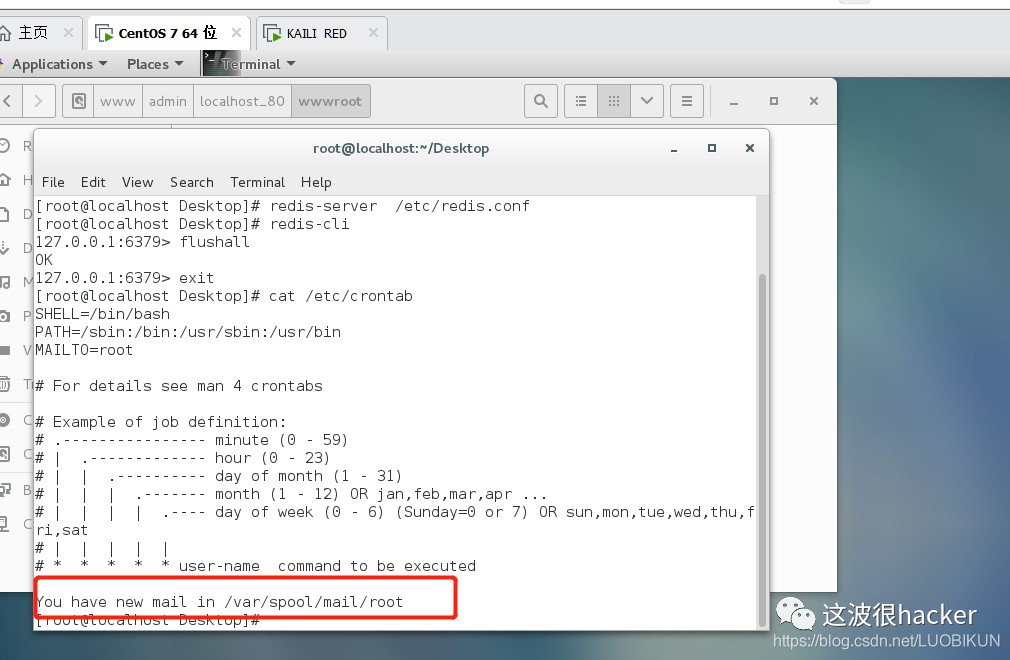 主页
CentOS 7 64 位
KAILI RED
Applications
Places
Terminal
www
admin
localhost_80
wwwroot
root@localhost:~/Desktop
File Edit View Search Terminal Help
[root@localhost Desktop]# redis-server  /etc/redis.conf
[root@localhost Desktop]# redis-cli
127.0.0.1:6379> flushall
OK
127.0.0.1:6379> exit
[root@localhost Desktop]# cat /etc/crontab
SHELL=/bin/bash
PATH=/sbin:/bin:/usr/sbin:/usr/bin
MAILTO=root
# For details see man 4 crontabs
# Example of job definition:
# .---------------- minute (0 - 59)
# |  .------------- hour (0 - 23)
# |  |  .---------- day of month (1 - 31)
# |  |  |  .------- month (1 - 12) OR jan,feb,mar,apr ...
# |  |  |  |  .---- day of week (0 - 6) (Sunday=0 or 7) OR sun,mon,tue,wed,thu,f
ri,sat
# |  |  |  |  |
# *  *  *  *  * user-name  command to be executed
You have new mail in /var/spool/mail/root
[root@localhost Desktop]#
这波很hacker
https://blog.csdn.net/LUOBIKUN